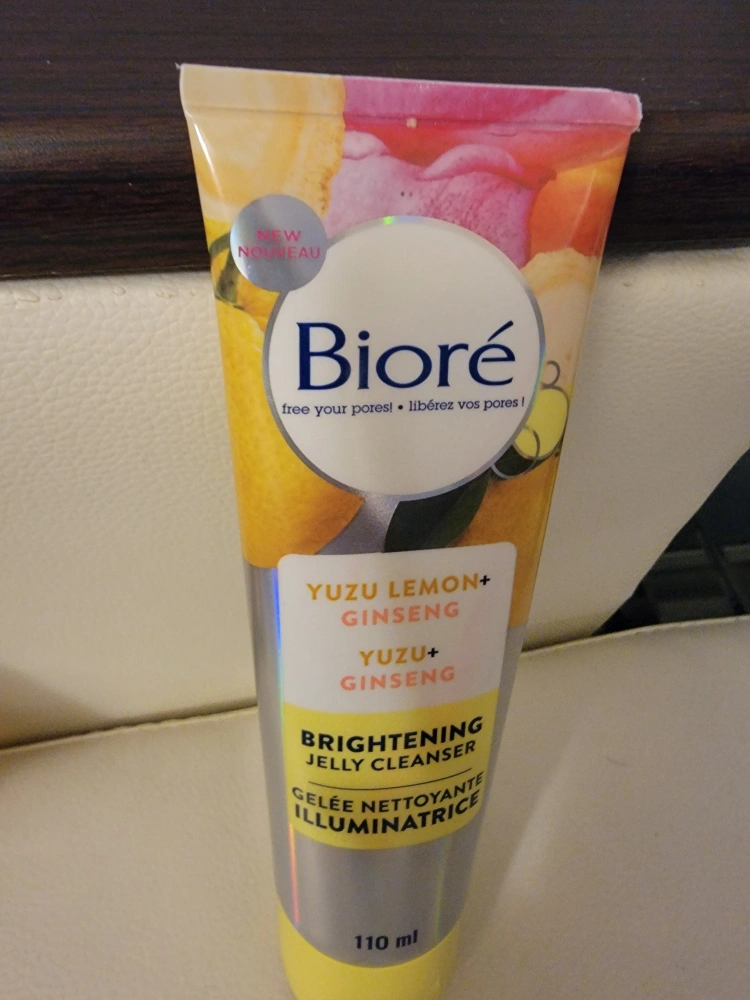 NEW
NOUVEAU
Bioré
free your pores! • libérez vos pores !
YUZU LEMON+
GINSENG
YUZU+
GINSENG
BRIGHTENING
JELLY CLEANSER
GELÉE NETTOYANTE
ILLUMINATRICE
110 ml